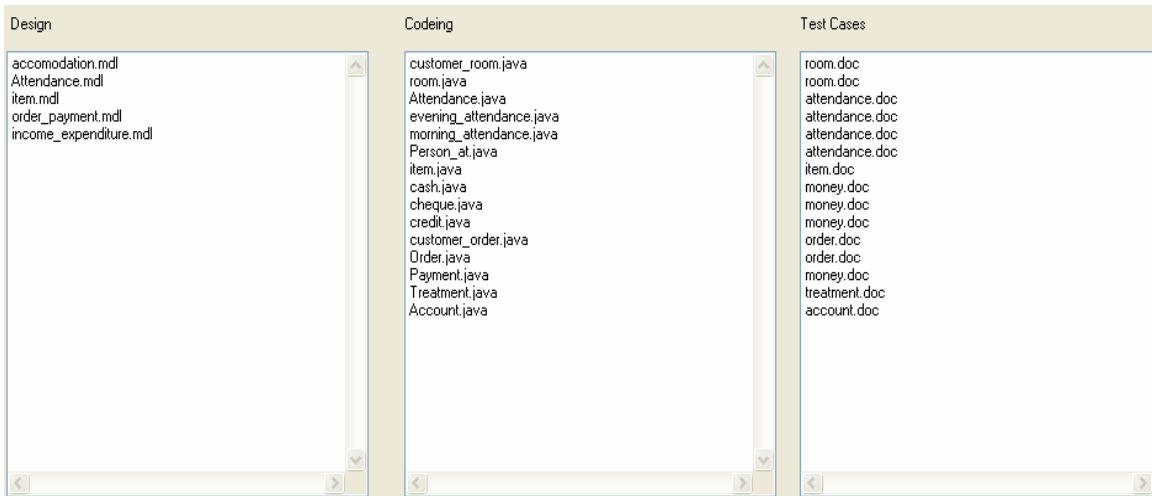 Design
accomodation.mdl
Attendance.mdl
item.mdl
order_payment.mdl
income_expenditure.mdl
Codeing
customer_room.java
room.java
Attendance.java
evening_attendance.java
morning_attendance.java
Person_at.java
item.java
cash.java
cheque.java
credit.java
customer_order.java
Order.java
Payment.java
Treatment.java
Account.java
Test Cases
room.doc
room.doc
attendance.doc
attendance.doc
attendance.doc
attendance.doc
item.doc
money.doc
money.doc
money.doc
order.doc
order.doc
money.doc
treatment.doc
account.doc